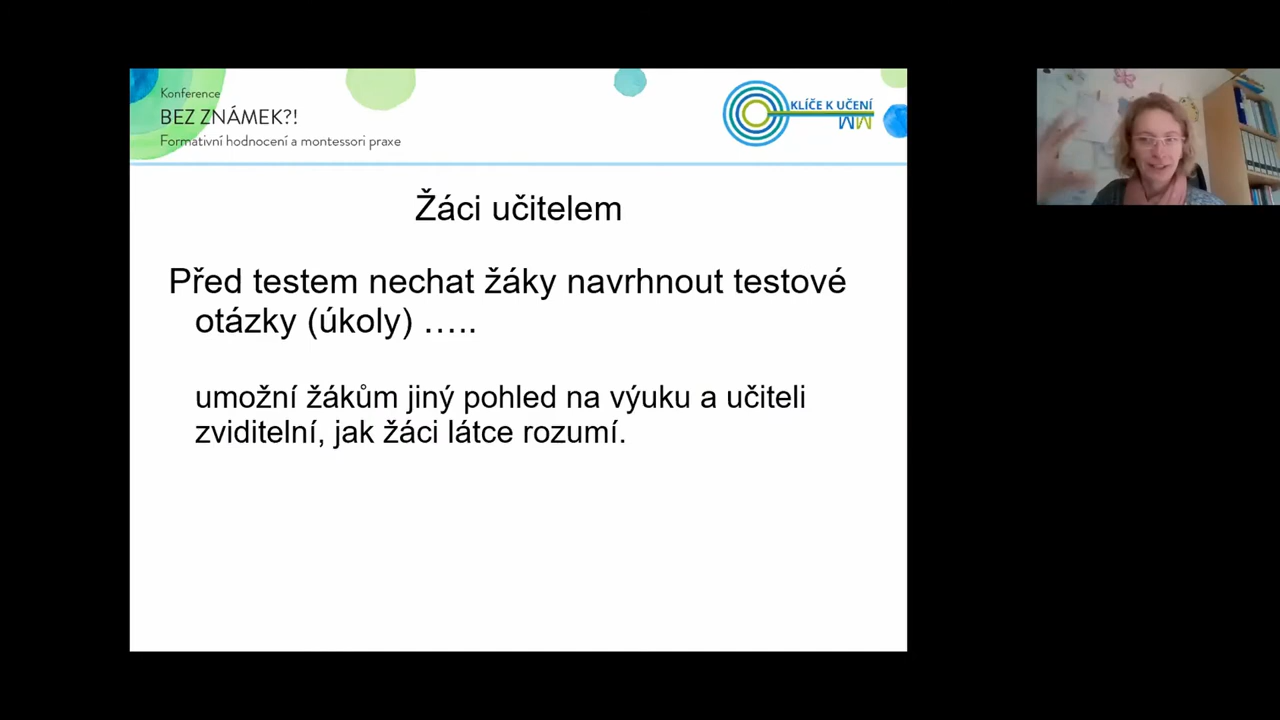 Konference
BEZ ZNÁMEK?!
Formativní hodnocení a montessori praxe
KLÍČE K UČENÍ
MM
Žáci učitelem
Před testem nechat žáky navrhnout testové
otázky (úkoly) …..
umožní žákům jiný pohled na výuku a učiteli
zviditelní, jak žáci látce rozumí.